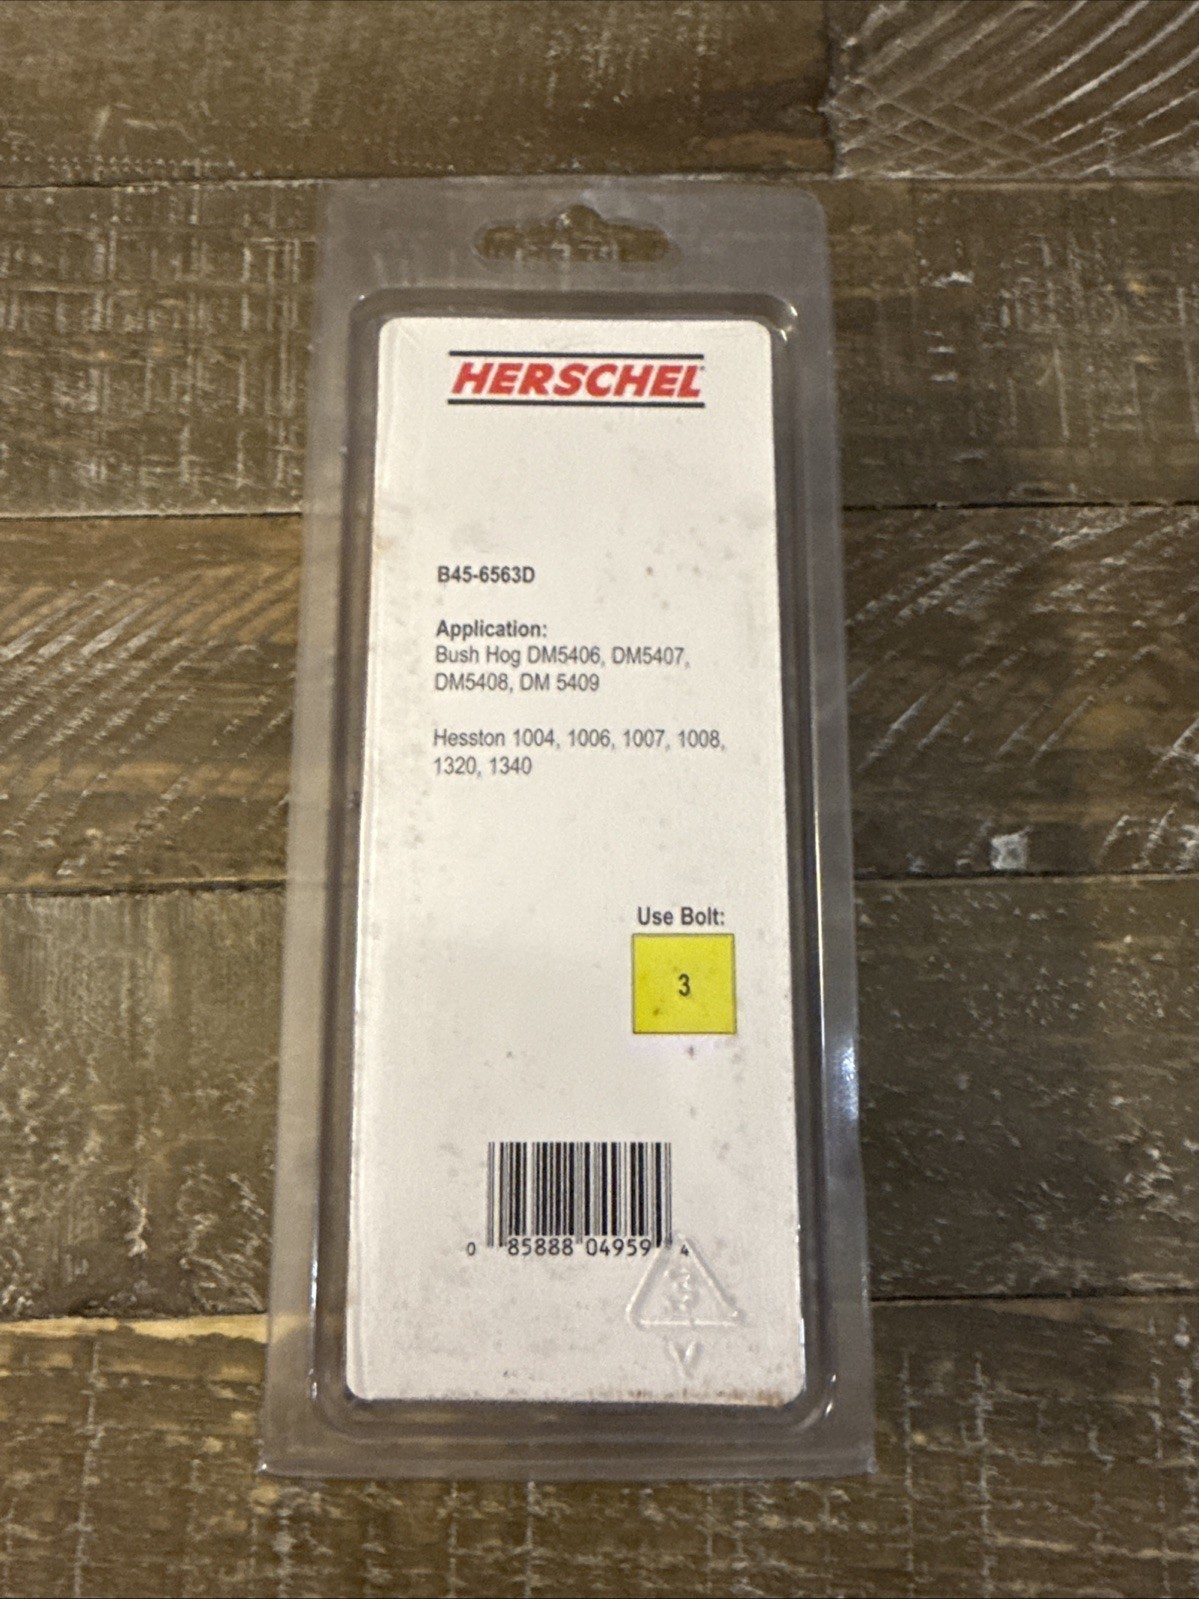 HERSCHEL
B45-6563D
Application:
Bush Hog DM5406, DM5407,
DM5408, DM 5409
Hesston 1004, 1006, 1007, 1008,
1320, 1340
Use Bolt:
3
0 85888 04959 4